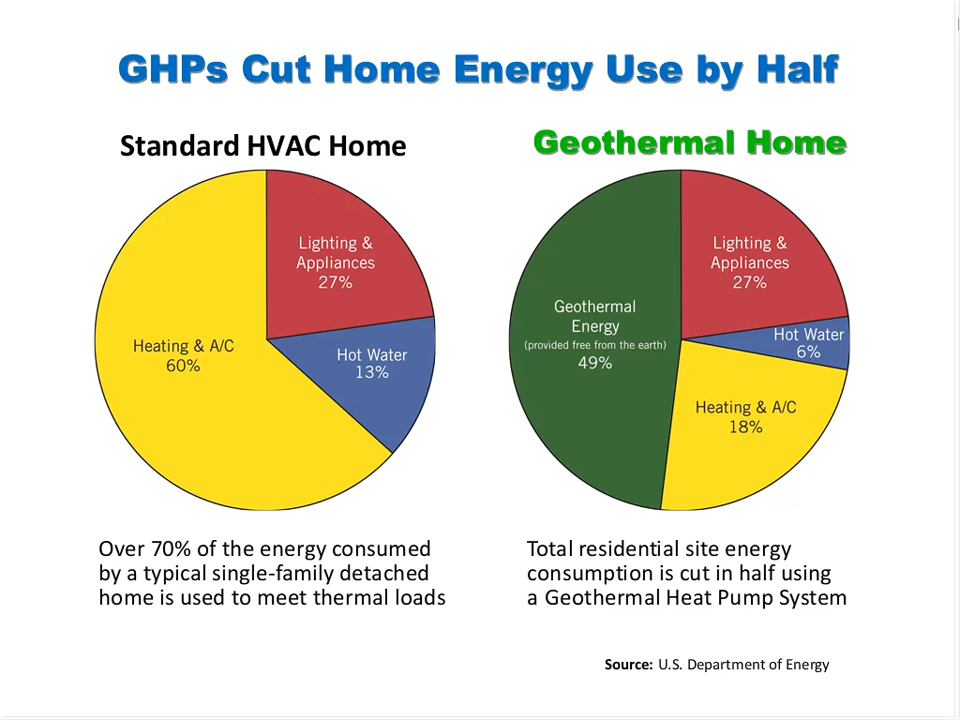 GHPs Cut Home Energy Use by Half
Standard HVAC Home
Lighting &
Appliances
27%
Heating & A/C
60%
Hot Water
13%
Over 70% of the energy consumed
by a typical single-family detached
home is used to meet thermal loads
Geothermal Home
Lighting &
Appliances
27%
Geothermal
Energy
(provided free from the earth)
49%
Hot Water
6%
Heating & A/C
18%
Total residential site energy
consumption is cut in half using
a Geothermal Heat Pump System
Source: U.S. Department of Energy